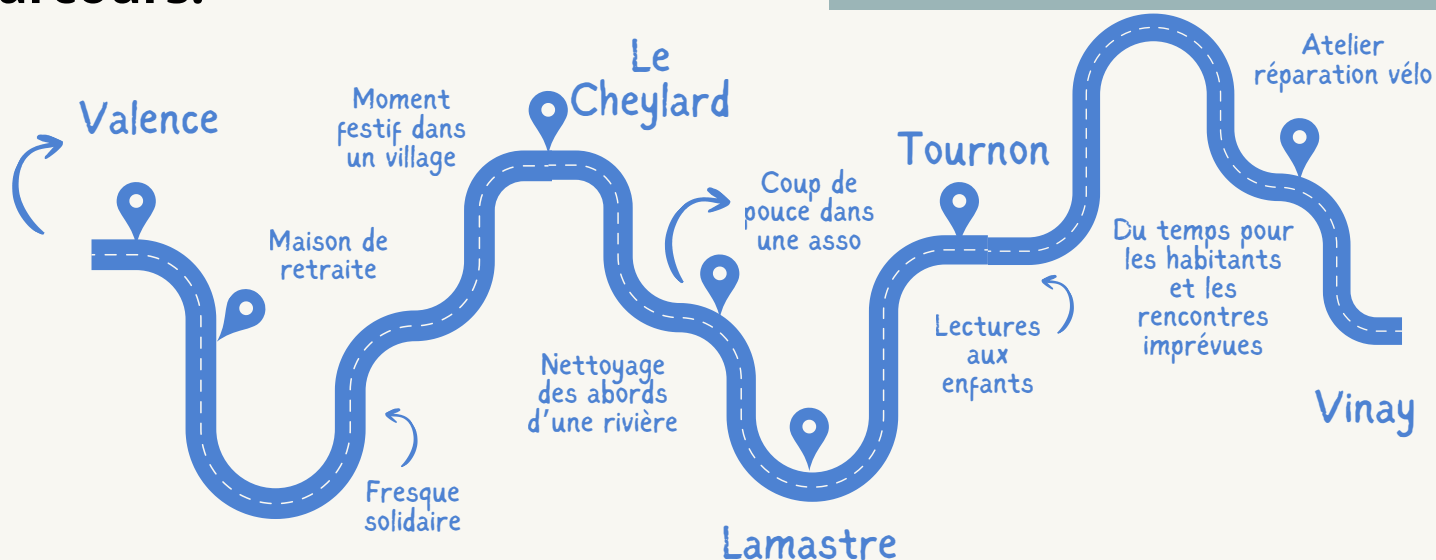 Valence
Maison de
retraite
Fresque
solidaire
Moment
festif dans
un village
Le
Cheylard
Nettoyage
des abords
d'une rivière
Coup de
pouce dans
une asso
Lamastre
Tournon
Lectures
aux
enfants
Du temps pour
les habitants
et les
rencontres
imprévues
Atelier
réparation vélo
Vinay